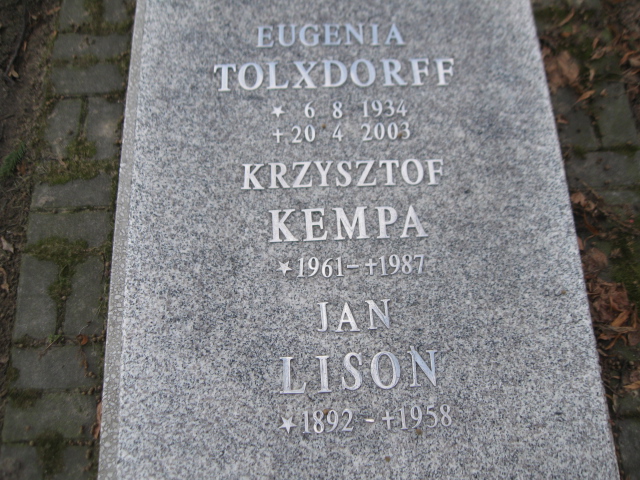 EUGENIA
TOLXDORFF
* 6 8 1934
+20 4 2003
KRZYSZTOF
KEMPA
*1961-+1987
JAN
LISON
*1892-+1958